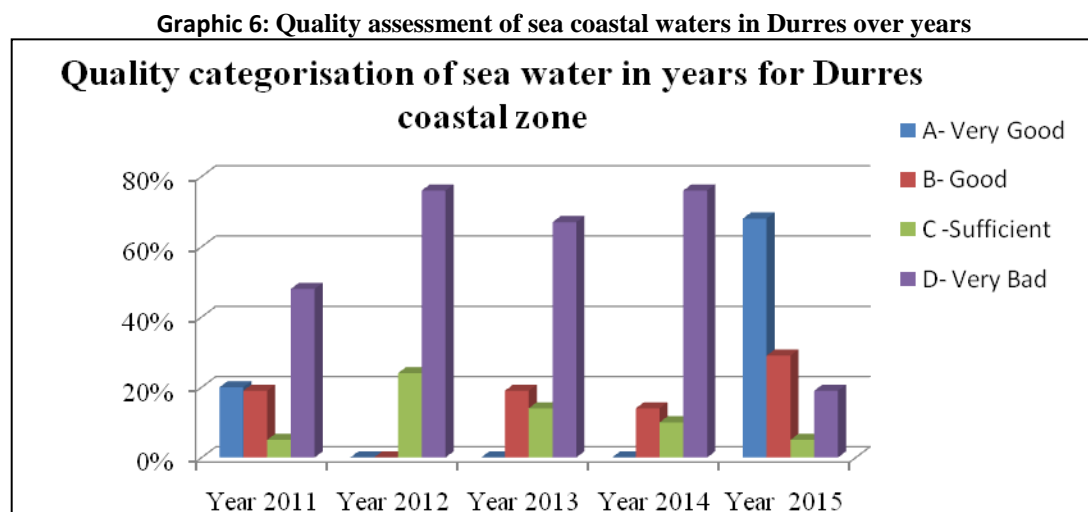 Graphic 6: Quality assessment of sea coastal waters in Durres over years
Quality categorisation of sea water in years for Durres
coastal zone
A- Very Good
B- Good
C -Sufficient
D- Very Bad
80%
60%
40%
20%
0%
Year 2011
Year 2012
Year 2013
Year 2014
Year 2015